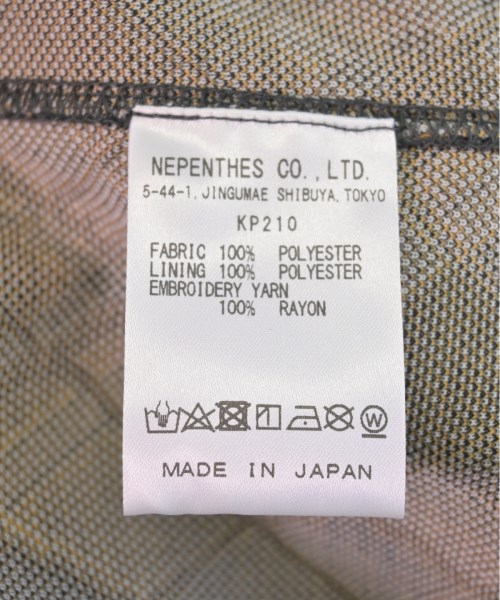 NEPENTHES CO.,LTD.
5-44-1, JINGUMAE SHIBUYA, TOKYO
KP210
FABRIC 100% POLYESTER
LINING 100% POLYESTER
EMBROIDERY YARN
100% RAYON
W
MADE IN JAPAN